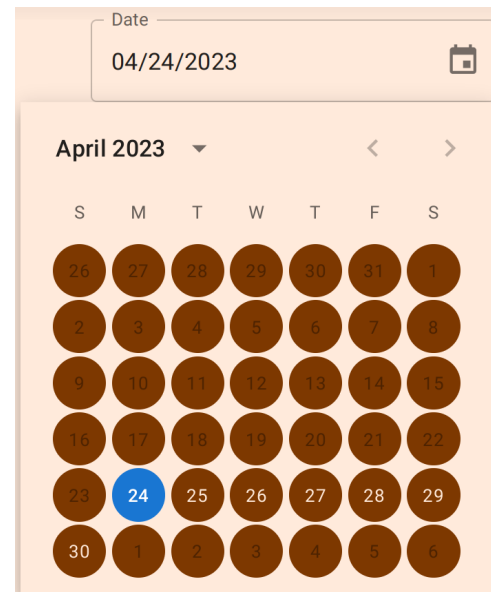 Date
04/24/2023
April 2023
S M T W T F S
26 27 28 29 30 31 1
2 3 4 5 6 7 8
9 10 11 12 13 14 15
16 17 18 19 20 21 22
23 24 25 26 27 28 29
30 1 2 3 4 5 6